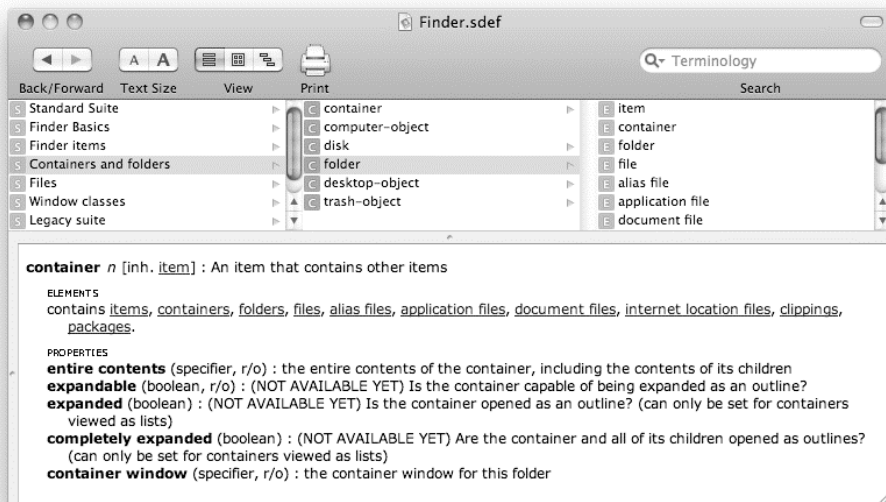 Finder.sdef
A A
Terminology
Back/Forward Text Size View Print Search
S Standard Suite
S Finder Basics
S Finder items
S Containers and folders
S Files
S Window classes
S Legacy suite
C container
C computer-object
C disk
C folder
C desktop-object
C trash-object
E item
E container
E folder
E file
E alias file
E application file
E document file
container n [inh. item] : An item that contains other items
ELEMENTS
contains items, containers, folders, files, alias files, application files, document files, internet location files, clippings,
packages.
PROPERTIES
entire contents (specifier, r/o) : the entire contents of the container, including the contents of its children
expandable (boolean, r/o) : (NOT AVAILABLE YET) Is the container capable of being expanded as an outline?
expanded (boolean) : (NOT AVAILABLE YET) Is the container opened as an outline? (can only be set for containers
viewed as lists)
completely expanded (boolean) : (NOT AVAILABLE YET) Are the container and all of its children opened as outlines?
(can only be set for containers viewed as lists)
container window (specifier, r/o) : the container window for this folder